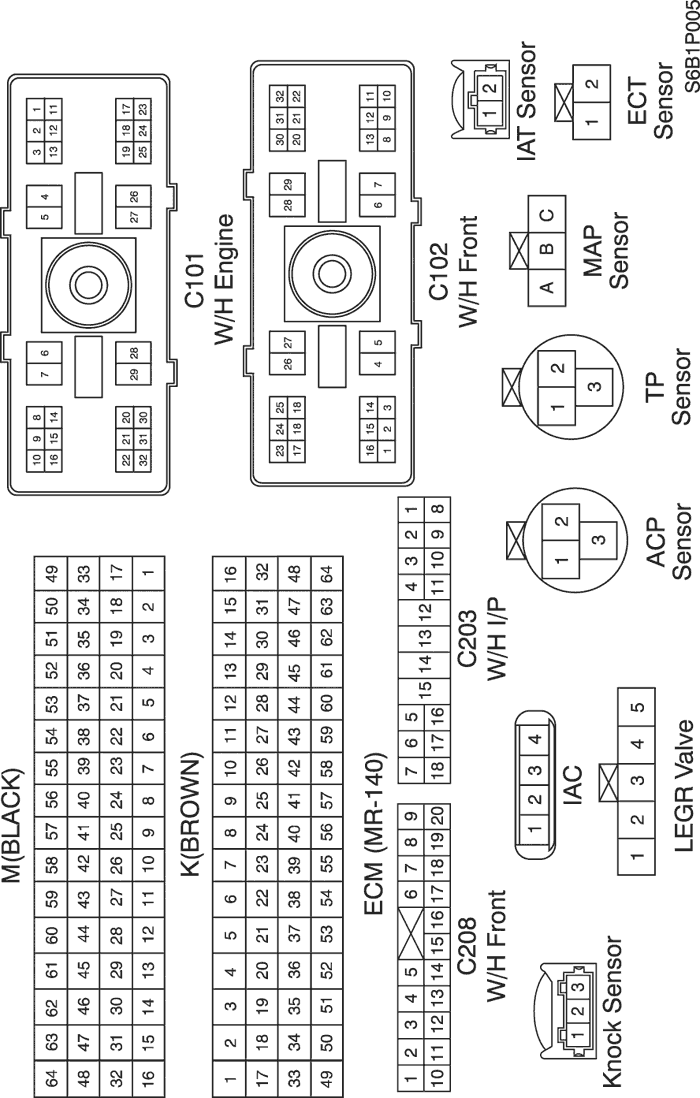 M(BLACK)
64 63 62 61 60 59 58 57 56 55 54 53 52 51 50 49
48 47 46 45 44 43 42 41 40 39 38 37 36 35 34 33
32 31 30 29 28 27 26 25 24 23 22 21 20 19 18 17
16 15 14 13 12 11 10 9 8 7 6 5 4 3 2 1
K(BROWN)
1 2 3 4 5 6 7 8 9 10 11 12 13 14 15 16
17 18 19 20 21 22 23 24 25 26 27 28 29 30 31 32
33 34 35 36 37 38 39 40 41 42 43 44 45 46 47 48
49 50 51 52 53 54 55 56 57 58 59 60 61 62 63 64
ECM (MR-140)
10 9 8 7 6 5 4 3 2 1
16 15 14 13 12 11
22 21 20 29 28 27 26 19 18 17
32 31 30 25 24 23
C101
W/H Engine
23 24 25 26 27 28 29 30 31 32
17 18 18 20 21 22
16 15 14 4 5 6 7 13 12 11
1 2 3 8 9 10
C102
W/H Front
1 2 3 4 5 6 7 8 9
10 11 12 13 14 15 16 17 18 19 20
C208
W/H Front
7 6 5 4 3 2 1
15 14 13 12
18 17 16 11 10 9 8
C203
W/H I/P
1 2 3
Knock Sensor
1 2 3 4
IAC
1 2 3 4 5
LEGR Valve
1 2
3
ACP
Sensor
1 2
3
TP
Sensor
A B C
MAP
Sensor
1 2
IAT Sensor
1 2
ECT
Sensor
S6B1P005